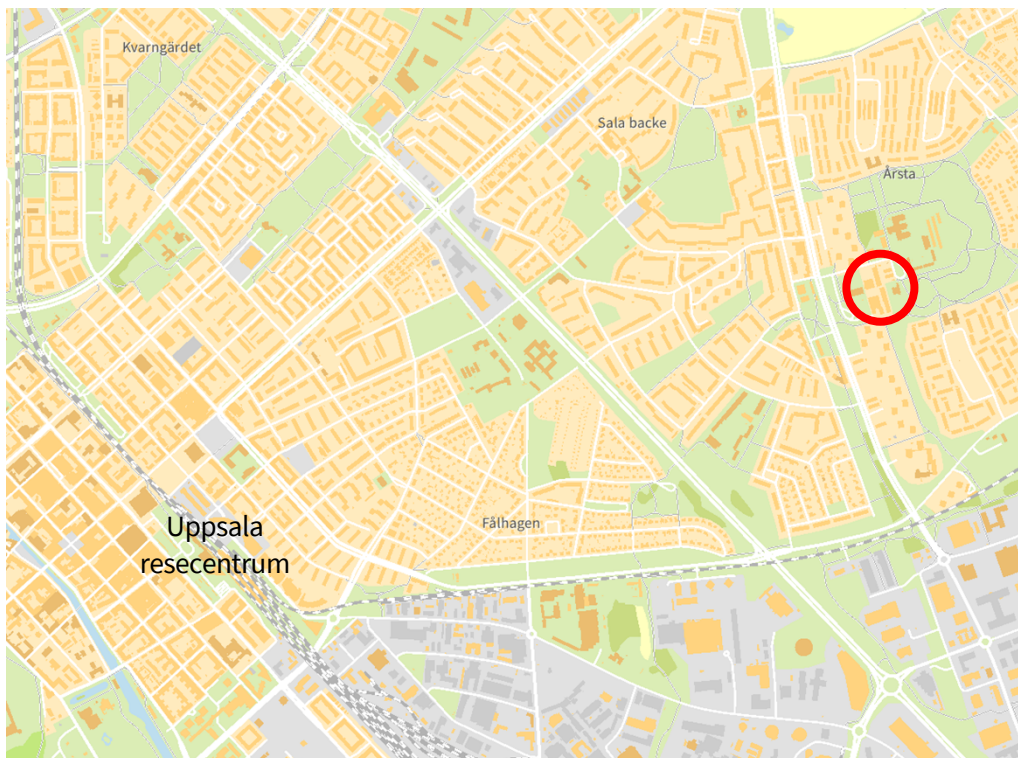 Kvarngärdet
Sala backe
Årsta
Fålhagen
Uppsala
resecentrum